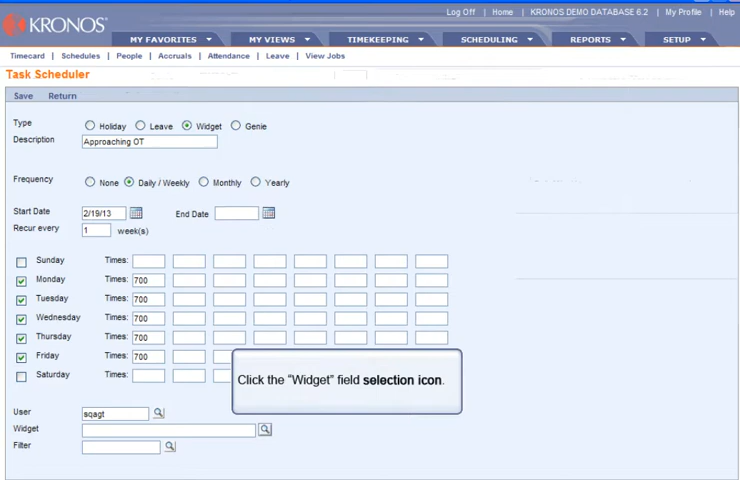 Log Off | Home | KRONOS DEMO DATABASE 6.2 | My Profile | Help
KRONOS®
MY FAVORITES MY VIEWS TIMEKEEPING SCHEDULING REPORTS SETUP
Timecard | Schedules | People | Accruals | Attendance | Leave | View Jobs
Task Scheduler
Save Return
Type Holiday Leave Widget Genie
Description Approaching OT
Frequency None Daily / Weekly Monthly Yearly
Start Date 2/19/13 End Date
Recur every 1 week(s)
Sunday Times:
Monday Times: 700
Tuesday Times: 700
Wednesday Times: 700
Thursday Times: 700
Friday Times: 700
Saturday Times:
Click the “Widget” field selection icon.
User sqagt
Widget
Filter